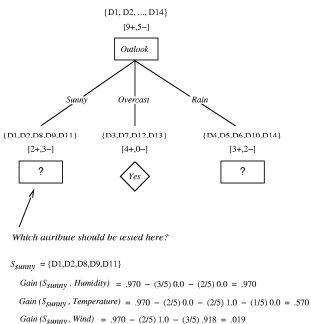 {D1, D2, ..., D14}
[9+,5−]
Outlook
Sunny Overcast Rain
{D1,D2,D8,D9,D11} {D3,D7,D12,D13} {D4,D5,D6,D10,D14}
[2+,3−] [4+,0−] [3+,2−]
? Yes ?
Which attribute should be tested here?
Ssunny = {D1,D2,D8,D9,D11}
Gain (Ssunny , Humidity) = .970 − (3/5) 0.0 − (2/5) 0.0 = .970
Gain (Ssunny , Temperature) = .970 − (2/5) 0.0 − (2/5) 1.0 − (1/5) 0.0 = .570
Gain (Ssunny , Wind) = .970 − (2/5) 1.0 − (3/5) .918 = .019